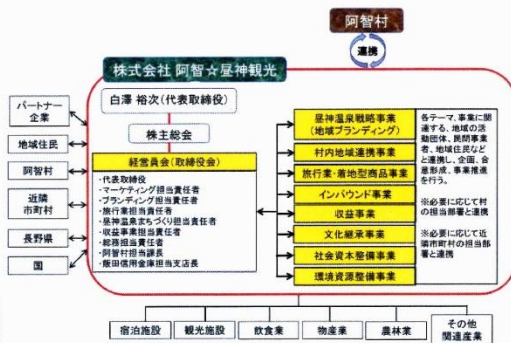 阿智村
連携
株式会社 阿智☆昼神観光
白澤 裕次(代表取締役)
株主総会
経営員会(取締役会)
・代表取締役
・マーケティング担当責任者
・ブランディング担当責任者
・旅行業担当責任者
・昼神温泉まちづくり担当責任者
・収益事業担当責任者
・総務担当責任者
・阿智村担当課長
・飯田信用金庫担当支店長
パートナー
企業
地域住民
阿智村
近隣
市町村
長野県
国
昼神温泉戦略事業
(地域ブランディング)
村内地域連携事業
旅行業・着地型商品事業
インバウンド事業
収益事業
文化継承事業
社会資本整備事業
環境資源整備事業
各テーマ、事業に関
連する、地域の活
動団体、民間事業
者、地域住民など
と連携し、企画、合
意形成、事業推進
を行う。
※必要に応じて村
の担当部署と連携
※必要に応じて近
隣市町村の担当部
署と連携
宿泊施設
観光施設
飲食業
物産業
農林業
その他
関連産業